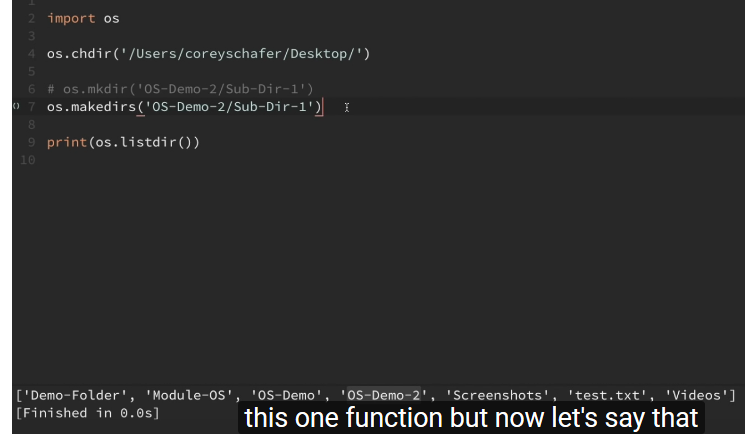 2 import os
3
4 os.chdir('/Users/coreyschafer/Desktop/')
5
6 # os.mkdir('OS-Demo-2/Sub-Dir-1')
7 os.makedirs('OS-Demo-2/Sub-Dir-1')
8
9 print(os.listdir())
10
['Demo-Folder', 'Module-OS', 'OS-Demo', 'OS-Demo-2', 'Screenshots', 'test.txt', 'Videos']
[Finished in 0.0s]
this one function but now let's say that